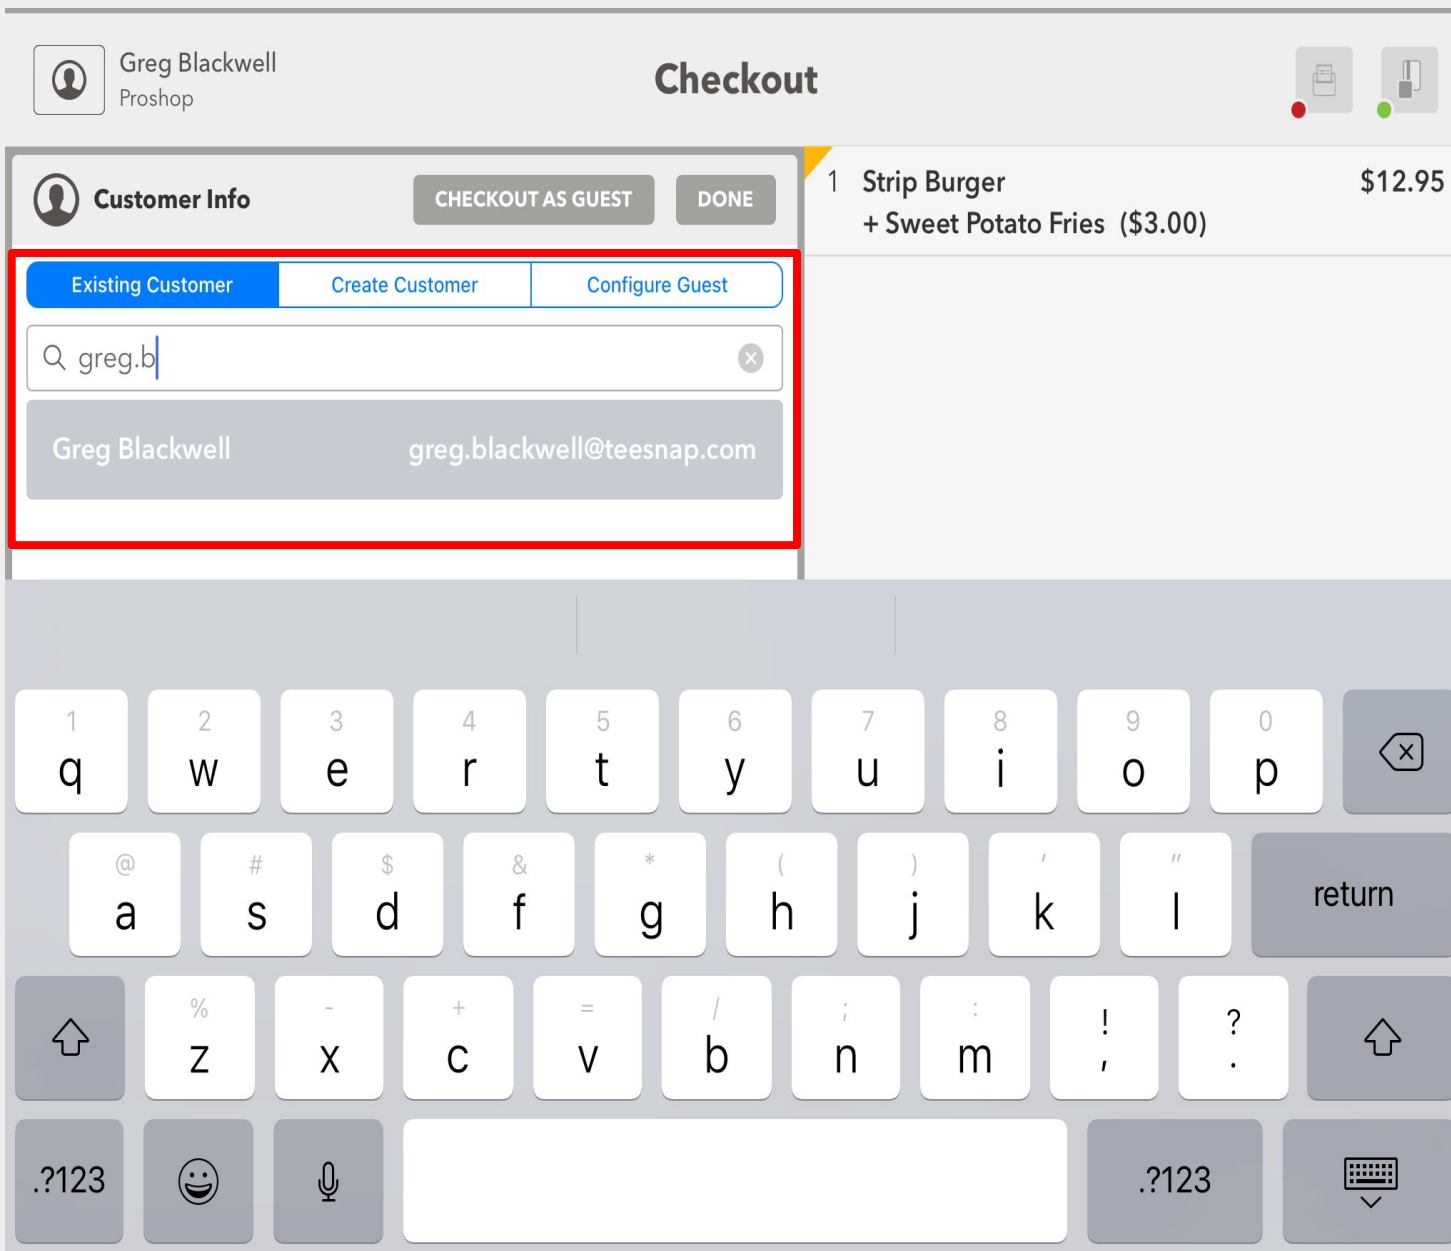 Greg Blackwell
Proshop
Checkout
Customer Info
CHECKOUT AS GUEST
DONE
Existing Customer
Create Customer
Configure Guest
greg.b
Greg Blackwell
greg.blackwell@teesnap.com
1 Strip Burger $12.95
+ Sweet Potato Fries ($3.00)
1 2 3 4 5 6 7 8 9 0
q w e r t y u i o p
@ # $ & * ( ) ' "
a s d f g h j k l return
% - + = / ; : ! ?
z x c v b n m , .
.?123 .?123